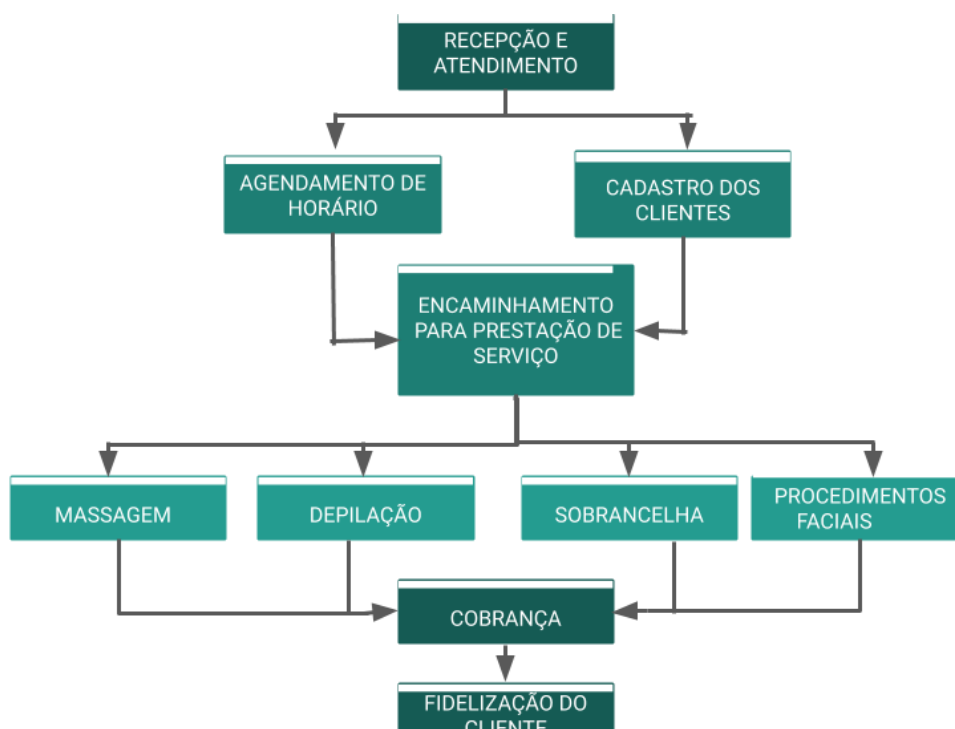 RECEPÇÃO E
ATENDIMENTO
AGENDAMENTO DE
HORÁRIO
CADASTRO DOS
CLIENTES
ENCAMINHAMENTO
PARA PRESTAÇÃO DE
SERVIÇO
MASSAGEM
DEPILAÇÃO
SOBRANCELHA
PROCEDIMENTOS
FACIAIS
COBRANÇA
FIDELIZAÇÃO DO
CLIENTE